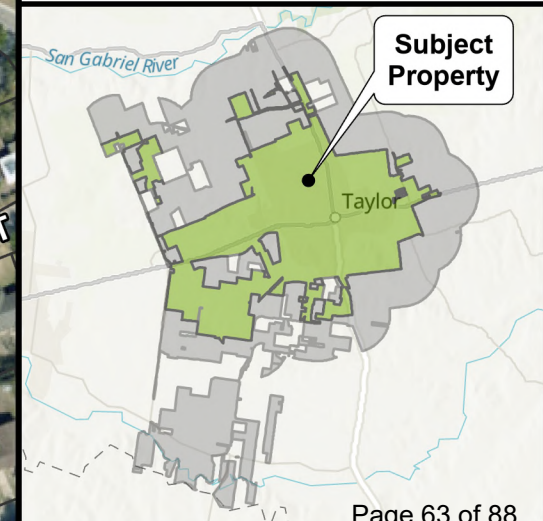 San Gabriel River
Subject
Property
Taylor
Page 63 of 88